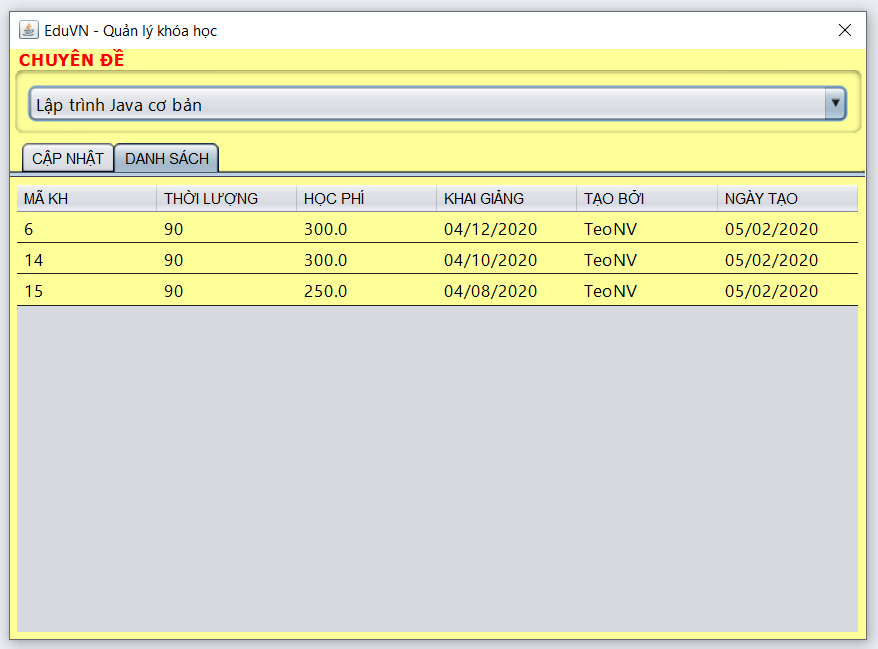 EduVN - Quản lý khóa học
CHUYÊN ĐỀ
Lập trình Java cơ bản
CẬP NHẬT DANH SÁCH
MÃ KH THỜI LƯỢNG HỌC PHÍ KHAI GIẢNG TẠO BỞI NGÀY TẠO
6 90 300.0 04/12/2020 TeoNV 05/02/2020
14 90 300.0 04/10/2020 TeoNV 05/02/2020
15 90 250.0 04/08/2020 TeoNV 05/02/2020